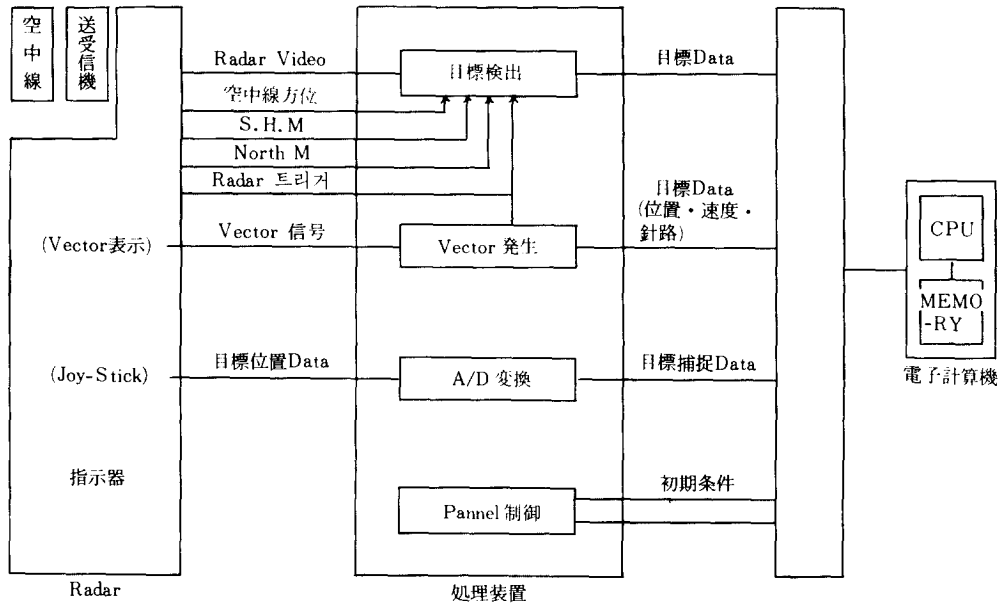 空中線
送受信機
Radar Video
空中線方位
S.H.M
North M
Radar 트리거
(Vector表示)
Vector 信号
(Joy-Stick)
目標位置Data
指示器
Radar
目標検出
Vector 発生
A/D 変換
Pannel 制御
処理装置
目標Data
目標Data
(位置・速度・
針路)
目標捕捉Data
初期条件
CPU
MEMO
-RY
電子計算機